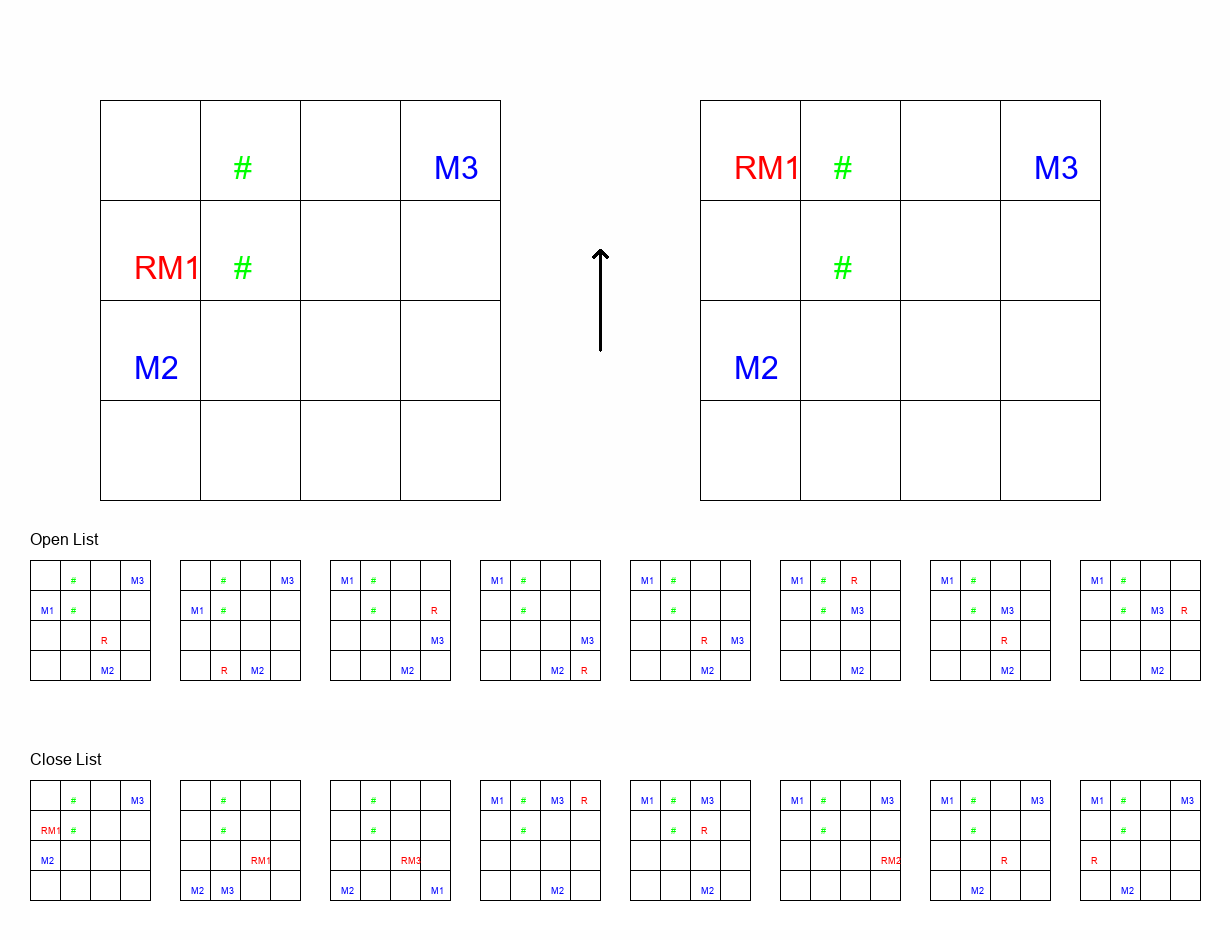 # M3 RM1 # M3
RM1 # #
M2 M2
Open List
# M3 # M3 M1 # M1 # M1 # M1 # R M1 # M1 #
M1 # M1 # # R # # # M3 # M3 # M3 R
R M3 M3 R M3 R
M2 R M2 M2 M2 R M2 M2 M2 M2
Close List
# M3 # # M1 # M3 R M1 # M3 M1 # M3 M1 # M3 M1 # M3
RM1 # # # # # R # # #
M2 RM1 RM3 RM2 R R
M2 M3 M2 M1 M2 M2 M2 M2